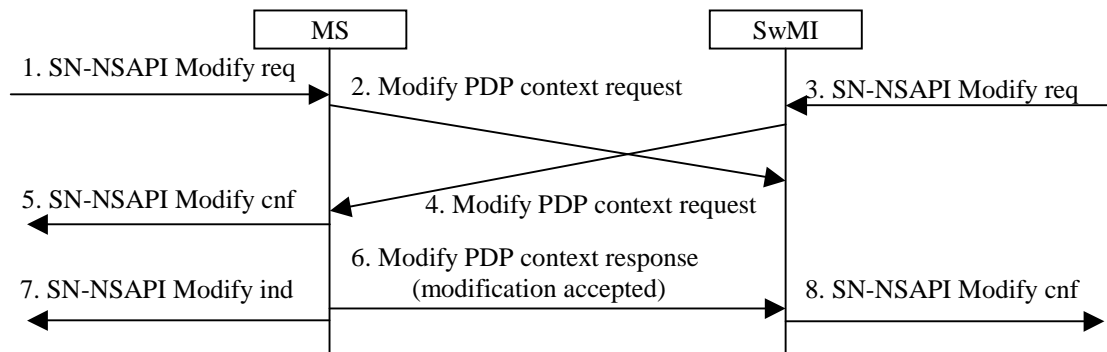 MS
SwMI
1. SN-NSAPI Modify req
2. Modify PDP context request
3. SN-NSAPI Modify req
5. SN-NSAPI Modify cnf
4. Modify PDP context request
6. Modify PDP context response
(modification accepted)
7. SN-NSAPI Modify ind
8. SN-NSAPI Modify cnf